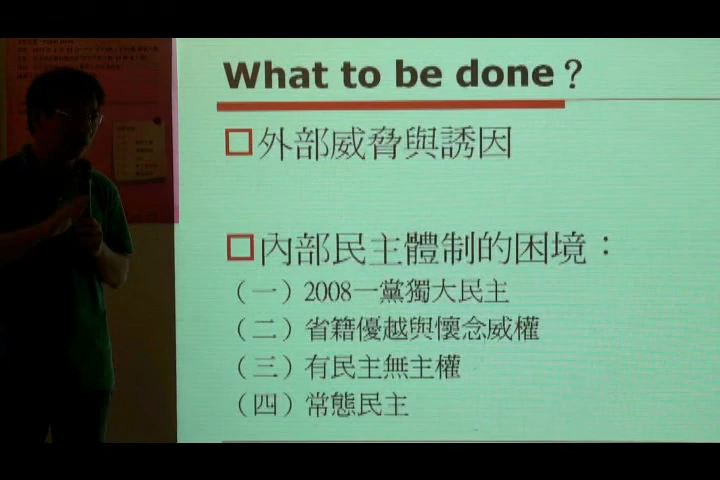 What to be done？
外部威脅與誘因
內部民主體制的困境：
（一）2008一黨獨大民主
（二）省籍優越與懷念威權
（三）有民主無主權
（四）常態民主